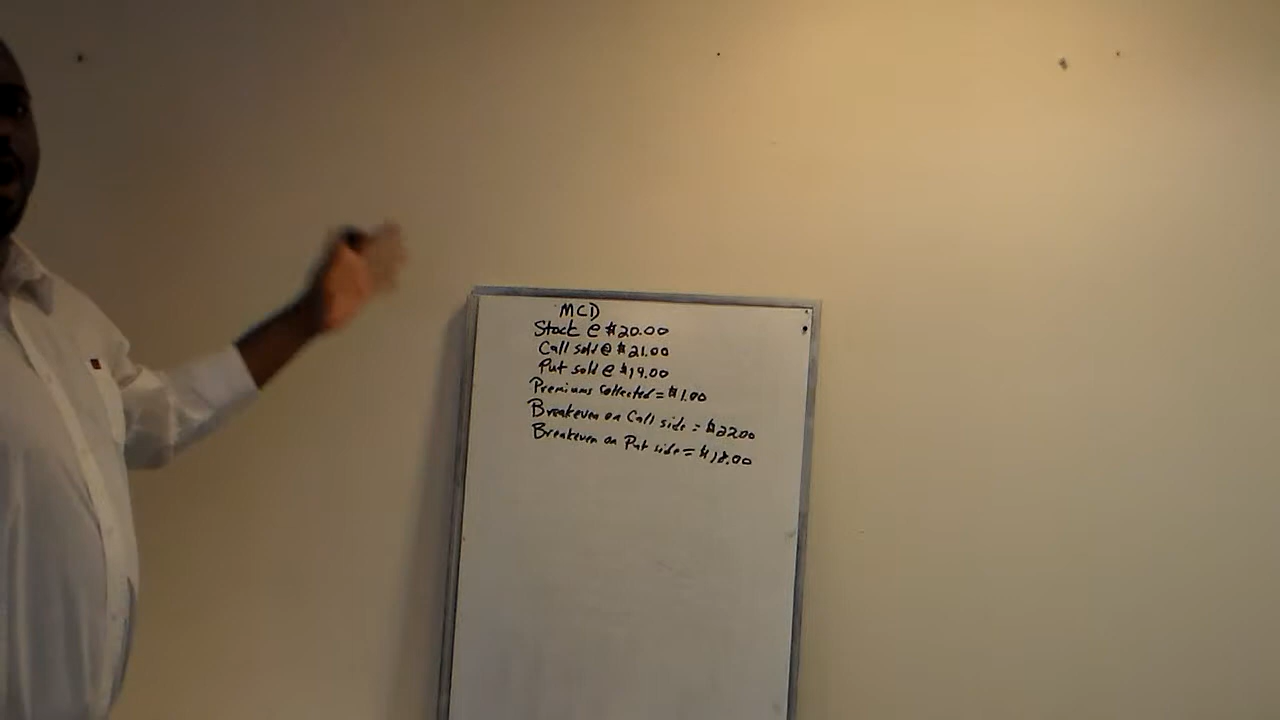 MCD
Stock @ $20.00
Call sold @ $21.00
Put sold @ $19.00
Premiums Collected = $1.00
Breakeven on Call side = $22.00
Breakeven on Put side = $18.00